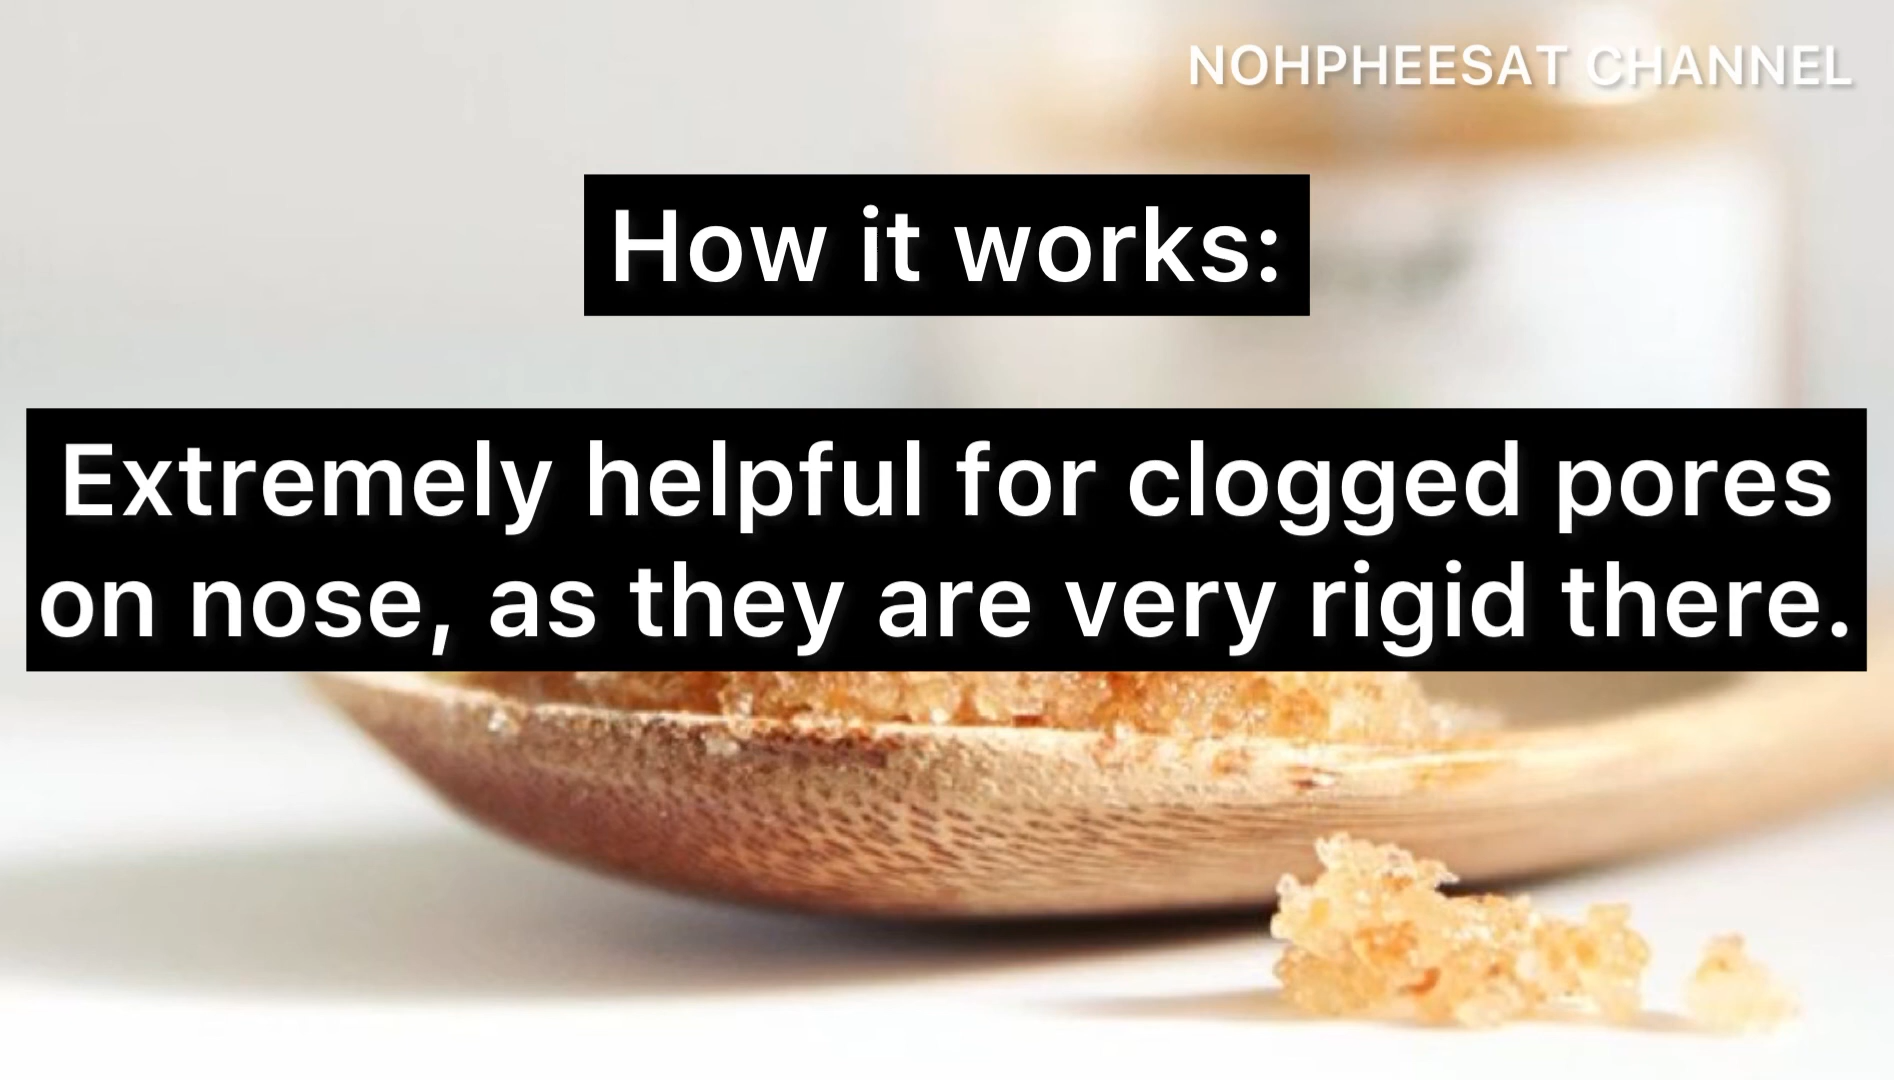 NOHPHEESAT CHANNEL
How it works:
Extremely helpful for clogged pores
on nose, as they are very rigid there.